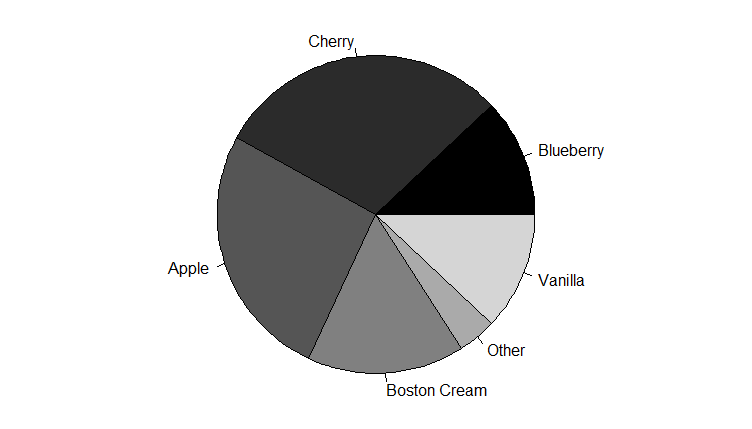 Cherry
Blueberry
Apple
Vanilla
Other
Boston Cream